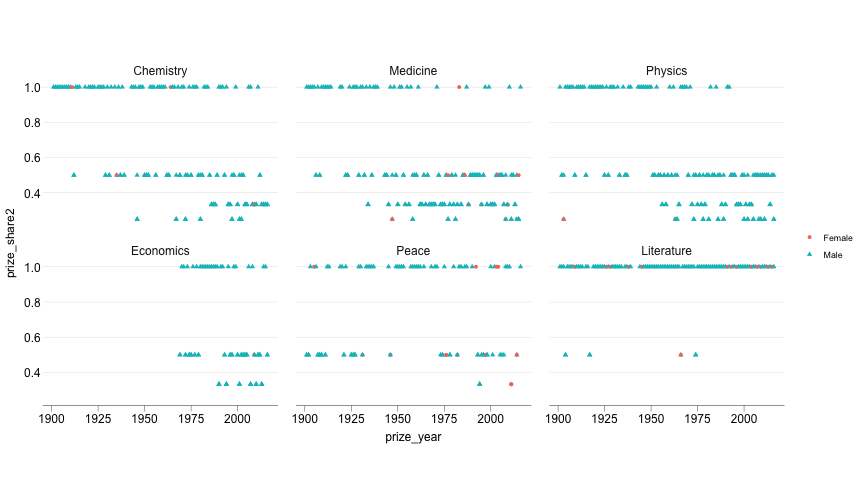 Chemistry Medicine Physics
1.0
0.8
0.6
0.4
prize_share2
Economics Peace Literature
1.0
0.8
0.6
0.4
Female
Male
1900 1925 1950 1975 2000 1900 1925 1950 1975 2000 1900 1925 1950 1975 2000
prize_year